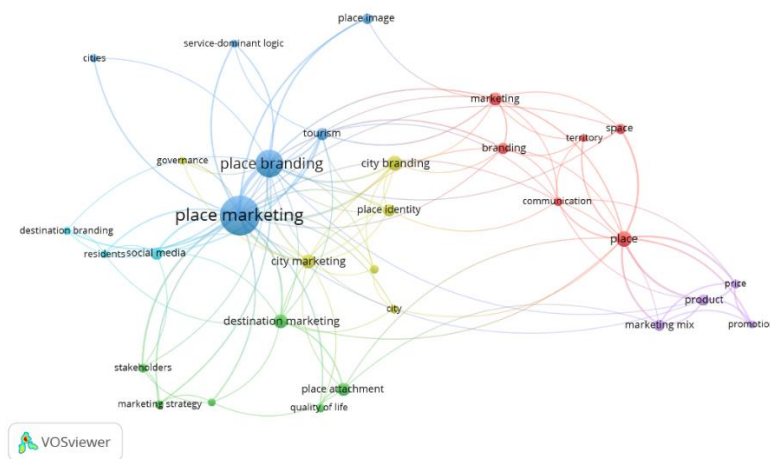 place image
service-dominant logic
cities
marketing
space
tourism
territory
branding
governance
place branding
city branding
communication
place marketing
place identity
destination branding
place
residents
social media
city marketing
price
product
city
destination marketing
marketing mix
promotion
stakeholders
place attachment
marketing strategy
quality of life
VOSviewer